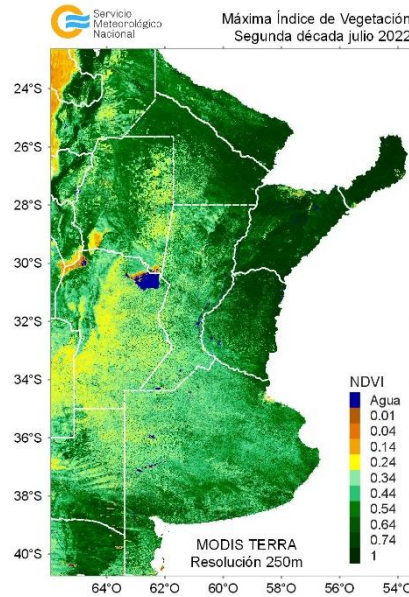 Servicio
Meteorológico
Nacional
Máxima Índice de Vegetación
Segunda década julio 2022
24°S
26°S
28°S
30°S
32°S
34°S
36°S
38°S
40°S
NDVI
Agua
0.01
0.04
0.14
0.24
0.34
0.44
0.54
0.64
0.74
1
MODIS TERRA
Resolución 250m
64°O 62°O 60°O 58°O 56°O 54°O